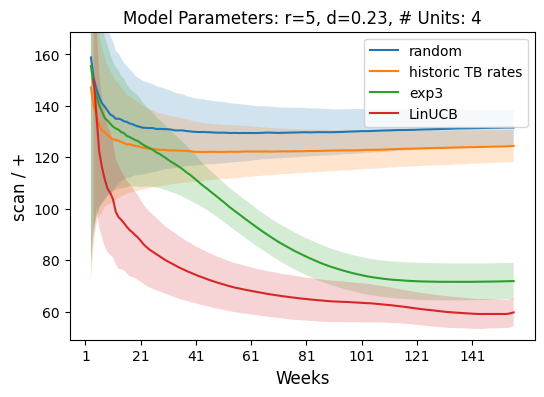 Model Parameters: r=5, d=0.23, # Units: 4
random
historic TB rates
exp3
LinUCB
scan / +
160
140
120
100
80
60
1 21 41 61 81 101 121 141
Weeks